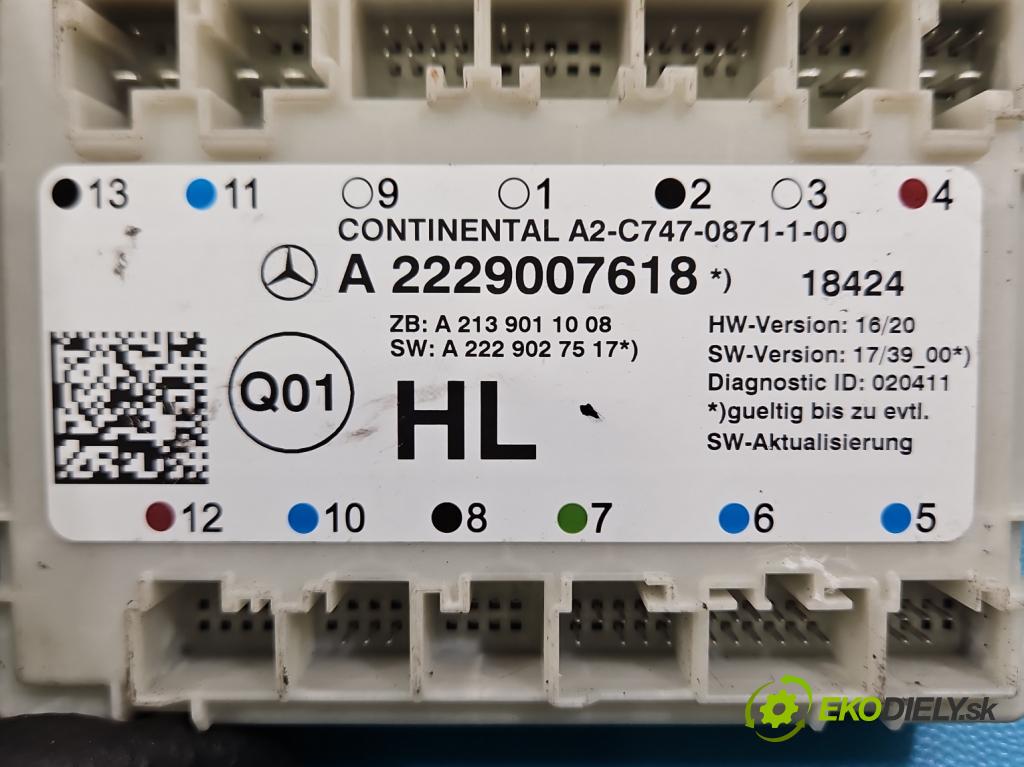 13 11 9 1 2 3 4
CONTINENTAL A2-C747-0871-1-00
A 2229007618 *) 18424
ZB: A 213 901 10 08
SW: A 222 902 75 17*)
HW-Version: 16/20
SW-Version: 17/39_00*)
Diagnostic ID: 020411
*)gueltig bis zu evtl.
SW-Aktualisierung
Q01
HL
12 10 8 7 6 5
EKODIELY.sk